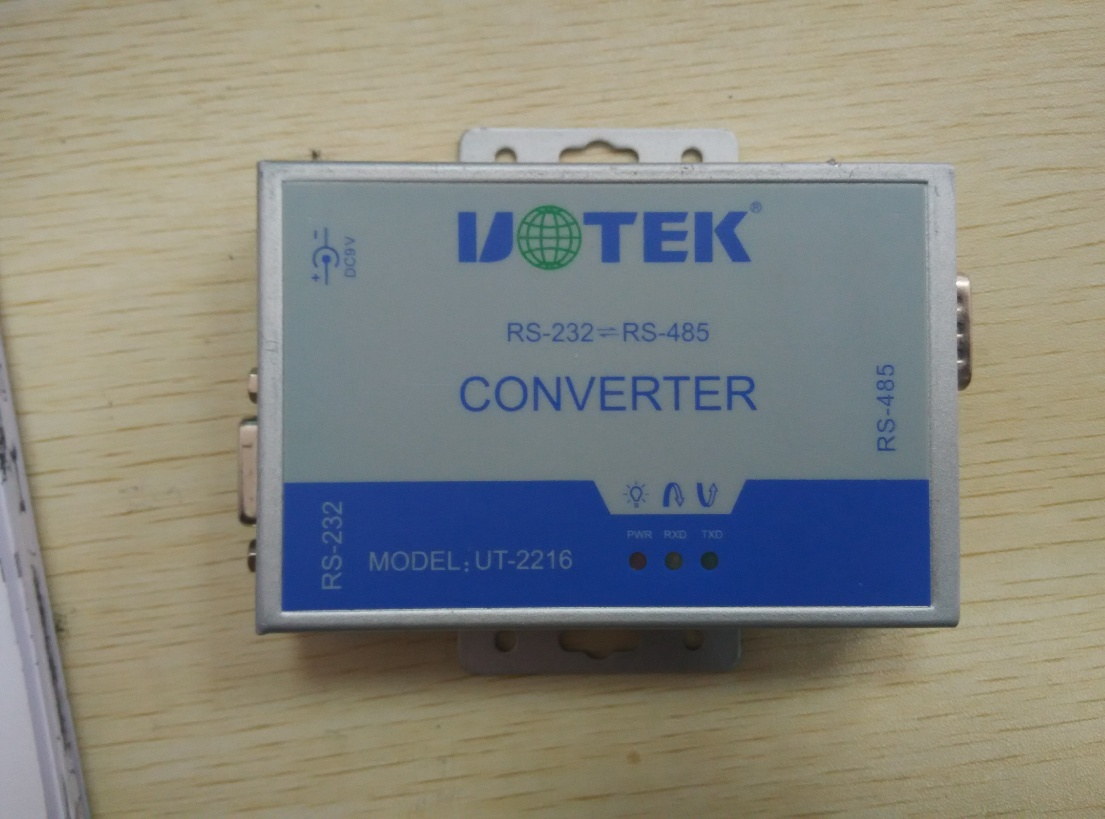 UOTEK®
DC9V
RS-232⇌RS-485
CONVERTER
RS-485
RS-232
PWR RXD TXD
MODEL:UT-2216